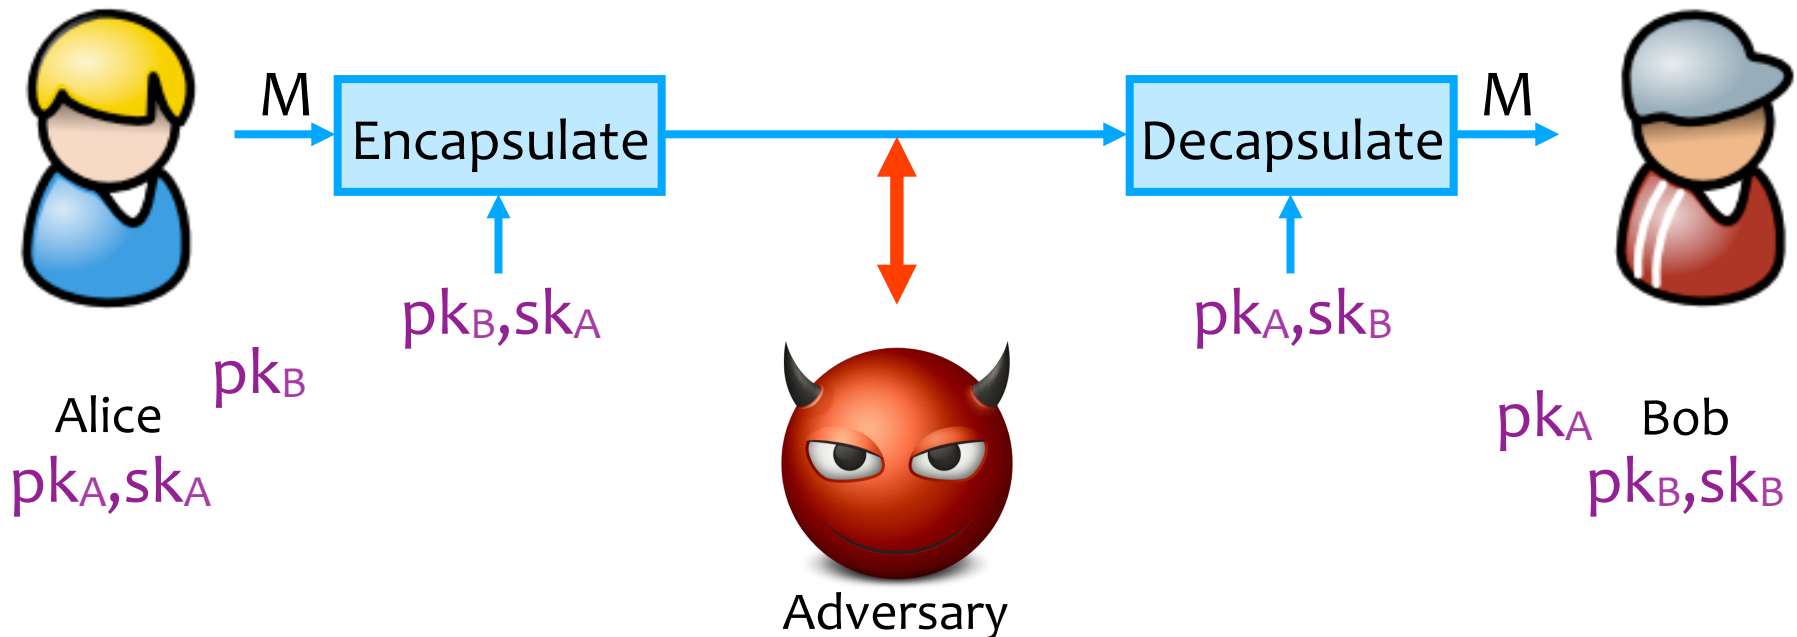 M
Encapsulate
Decapsulate
M
pkB,skA
pkA,skB
pkB
Alice
pkA,skA
pkA
Bob
pkB,skB
Adversary